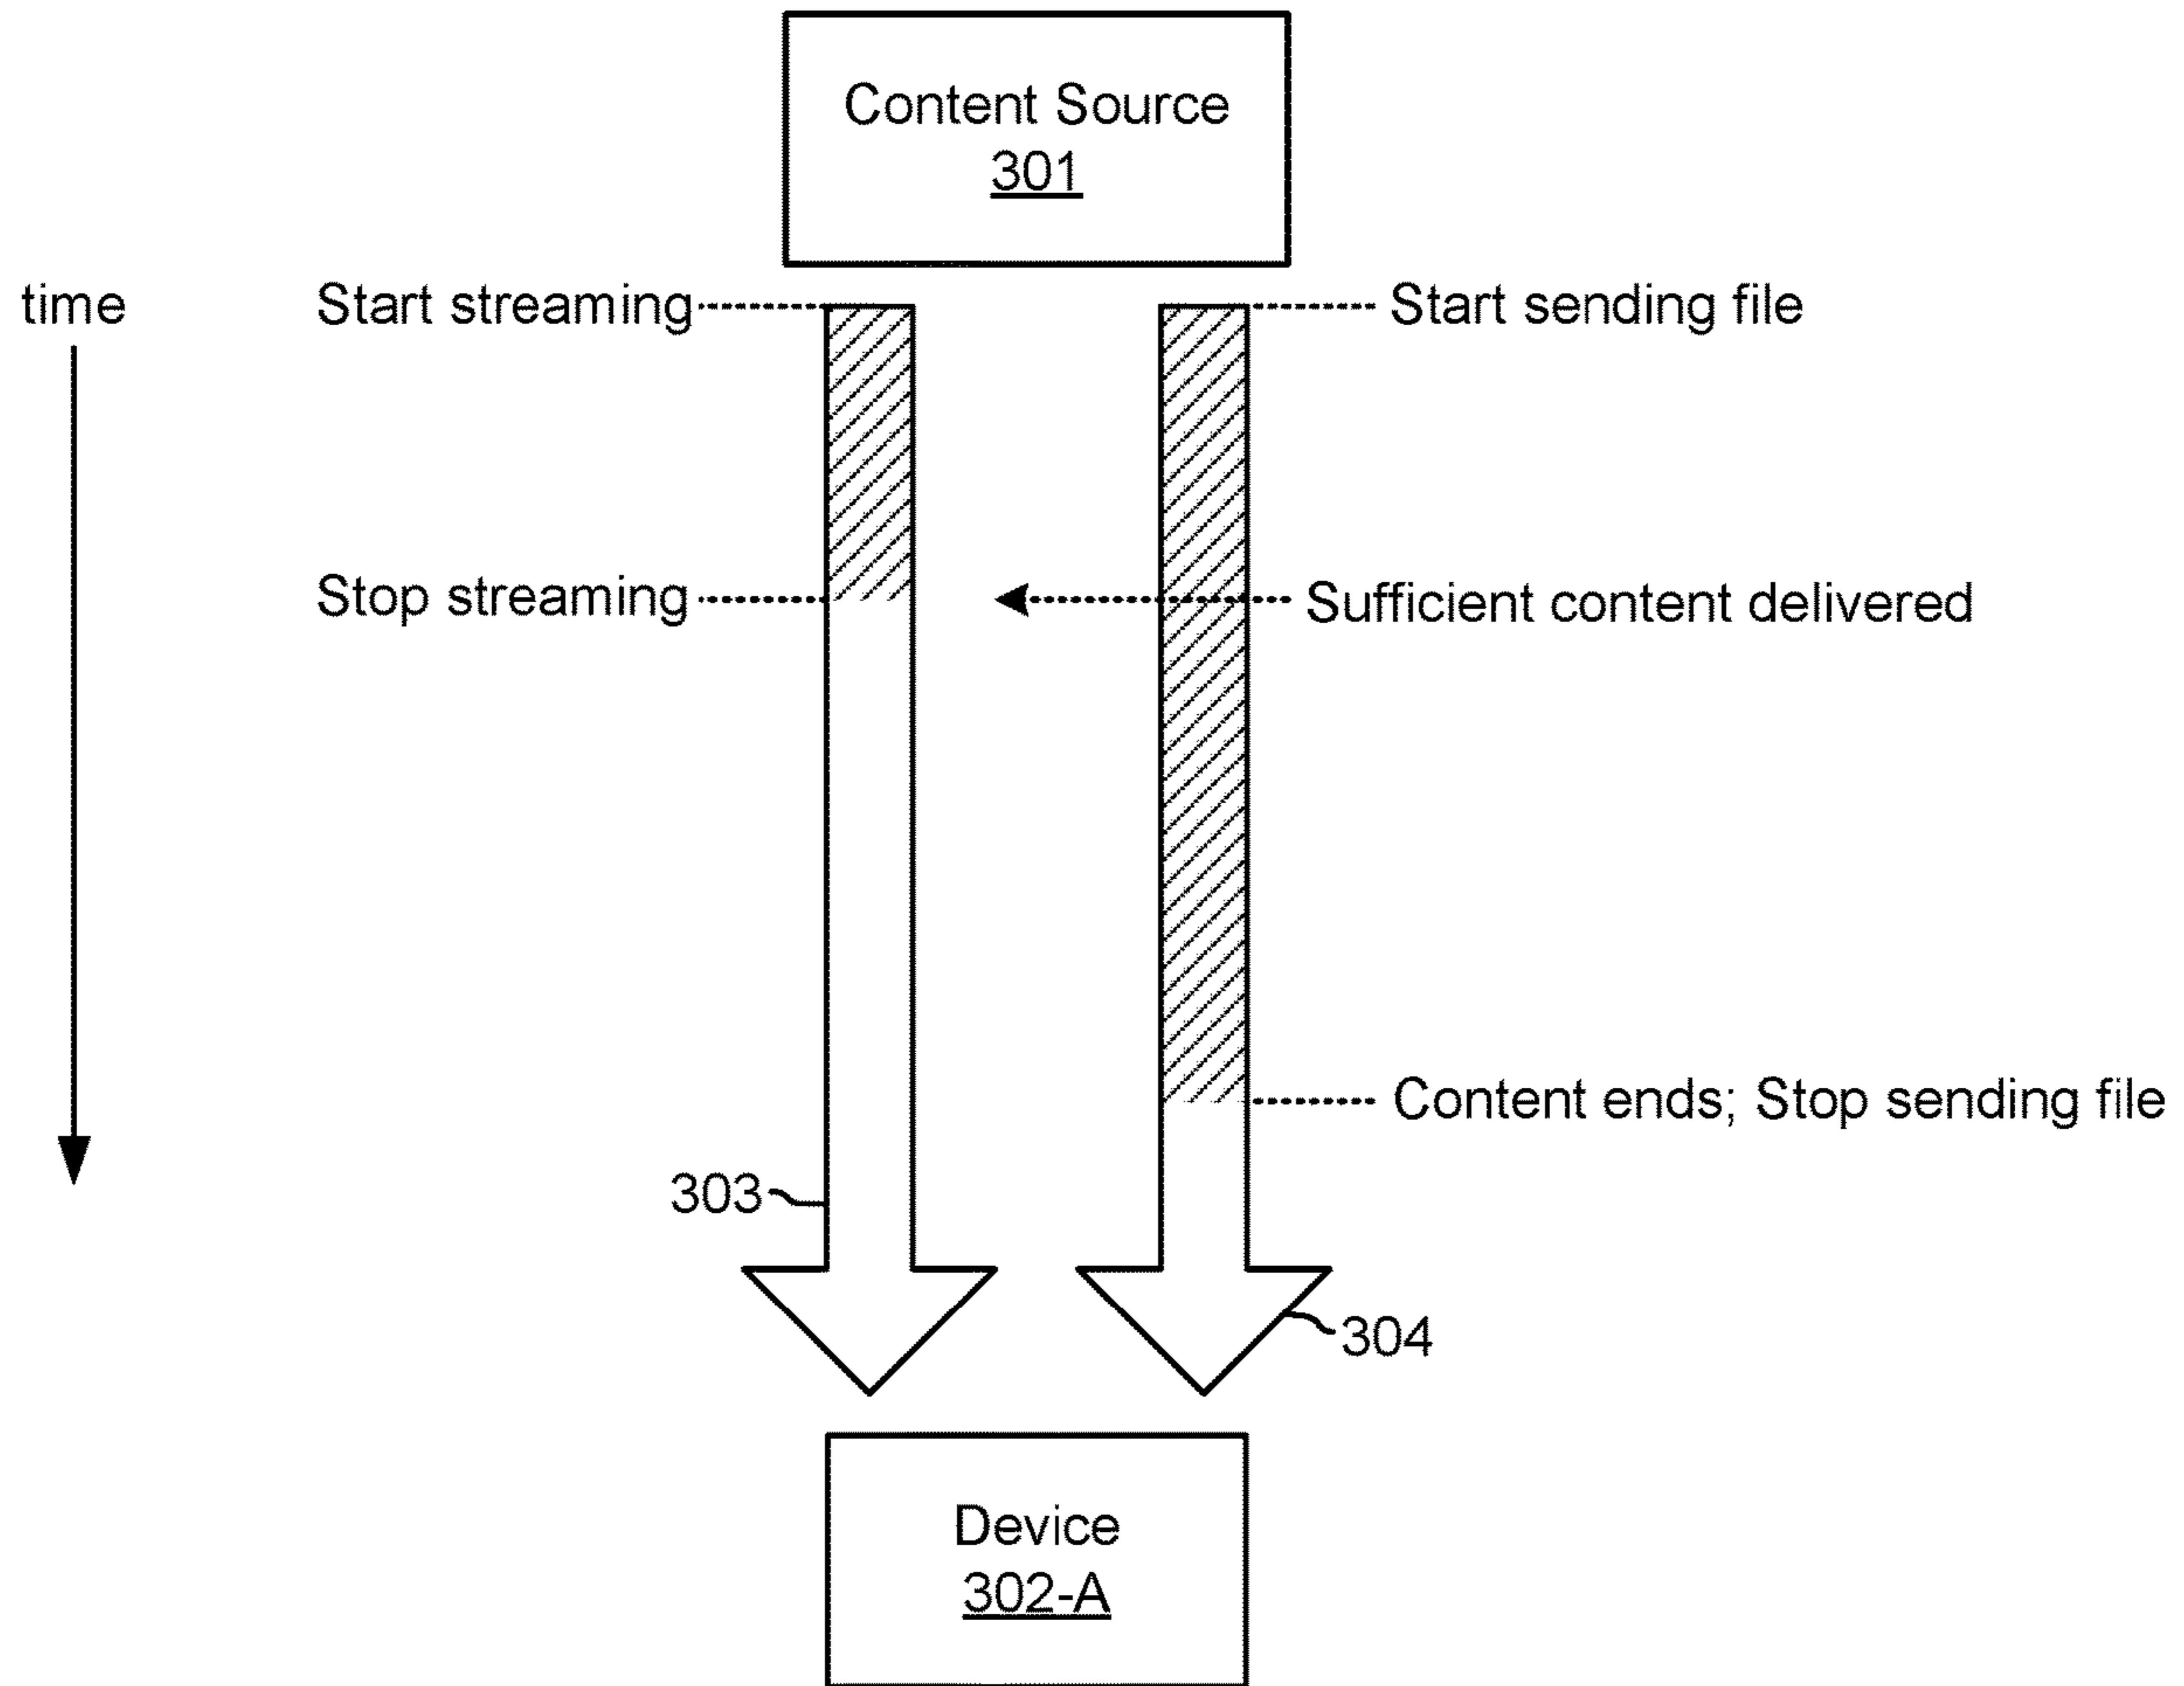 Content Source
301
time
Start streaming
Start sending file
Stop streaming
Sufficient content delivered
Content ends; Stop sending file
303
304
Device
302-A